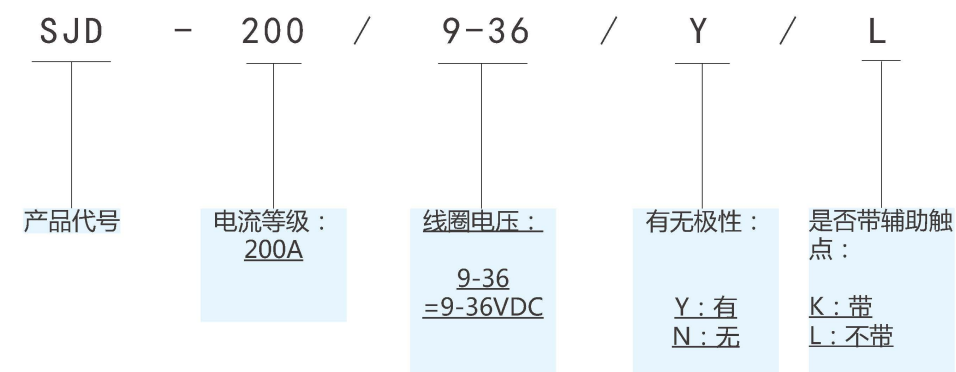 SJD - 200 / 9-36 / Y / L
产品代号
电流等级：
200A
线圈电压：
9-36
=9-36VDC
有无极性：
Y：有
N：无
是否带辅助触
点：
K：带
L：不带